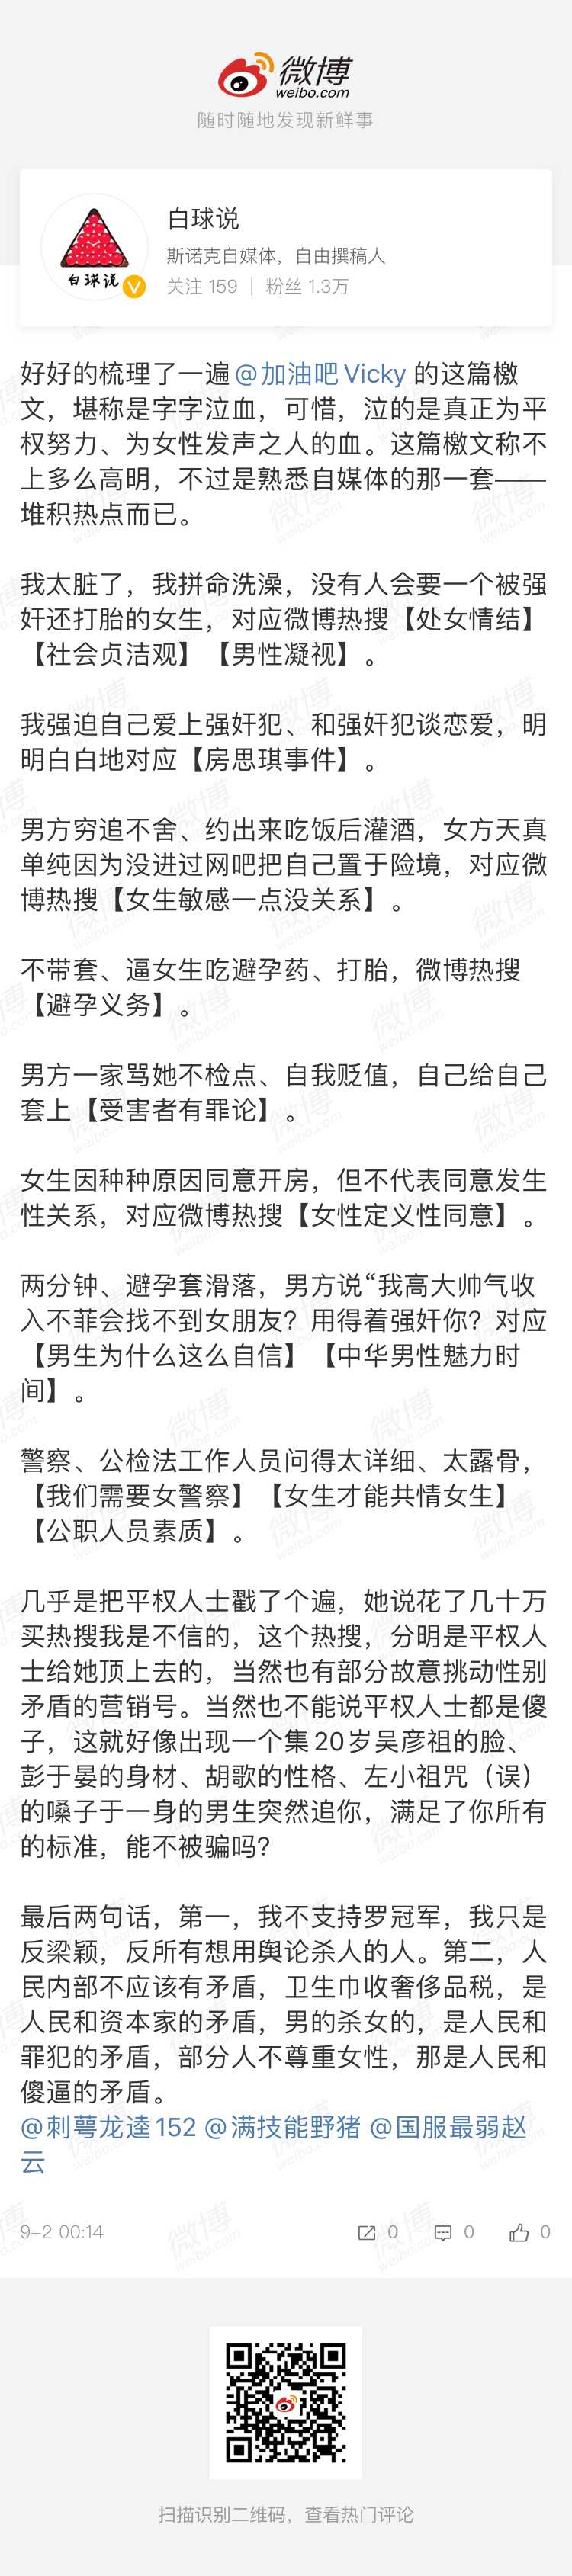 微博
weibo.com
随时随地发现新鲜事
白球说
白球说
斯诺克自媒体，自由撰稿人
关注 159 | 粉丝 1.3万
好好的梳理了一遍@加油吧Vicky 的这篇檄
文，堪称是字字泣血，可惜，泣的是真正为平
权努力、为女性发声之人的血。这篇檄文称不
上多么高明，不过是熟悉自媒体的那一套——
堆积热点而已。
我太脏了，我拼命洗澡，没有人会要一个被强
奸还打胎的女生，对应微博热搜【处女情结】
【社会贞洁观】【男性凝视】。
我强迫自己爱上强奸犯、和强奸犯谈恋爱，明
明白白地对应【房思琪事件】。
男方穷追不舍、约出来吃饭后灌酒，女方天真
单纯因为没进过网吧把自己置于险境，对应微
博热搜【女生敏感一点没关系】。
不带套、逼女生吃避孕药、打胎，微博热搜
【避孕义务】。
男方一家骂她不检点、自我贬值，自己给自己
套上【受害者有罪论】。
女生因种种原因同意开房，但不代表同意发生
性关系，对应微博热搜【女性定义性同意】。
两分钟、避孕套滑落，男方说“我高大帅气收
入不菲会找不到女朋友？用得着强奸你？对应
【男生为什么这么自信】【中华男性魅力时
间】。
警察、公检法工作人员问得太详细、太露骨，
【我们需要女警察】【女生才能共情女生】
【公职人员素质】。
几乎是把平权人士戳了个遍，她说花了几十万
买热搜我是不信的，这个热搜，分明是平权人
士给她顶上去的，当然也有部分故意挑动性别
矛盾的营销号。当然也不能说平权人士都是傻
子，这就好像出现一个集20岁吴彦祖的脸、
彭于晏的身材、胡歌的性格、左小祖咒（误）
的嗓子于一身的男生突然追你，满足了你所有
的标准，能不被骗吗？
最后两句话，第一，我不支持罗冠军，我只是
反梁颖，反所有想用舆论杀人的人。第二，人
民内部不应该有矛盾，卫生巾收奢侈品税，是
人民和资本家的矛盾，男的杀女的，是人民和
罪犯的矛盾，部分人不尊重女性，那是人民和
傻逼的矛盾。
@刺萼龙逵152 @满技能野猪 @国服最弱赵
云
9-2 00:14 0 0 0
扫描识别二维码，查看热门评论